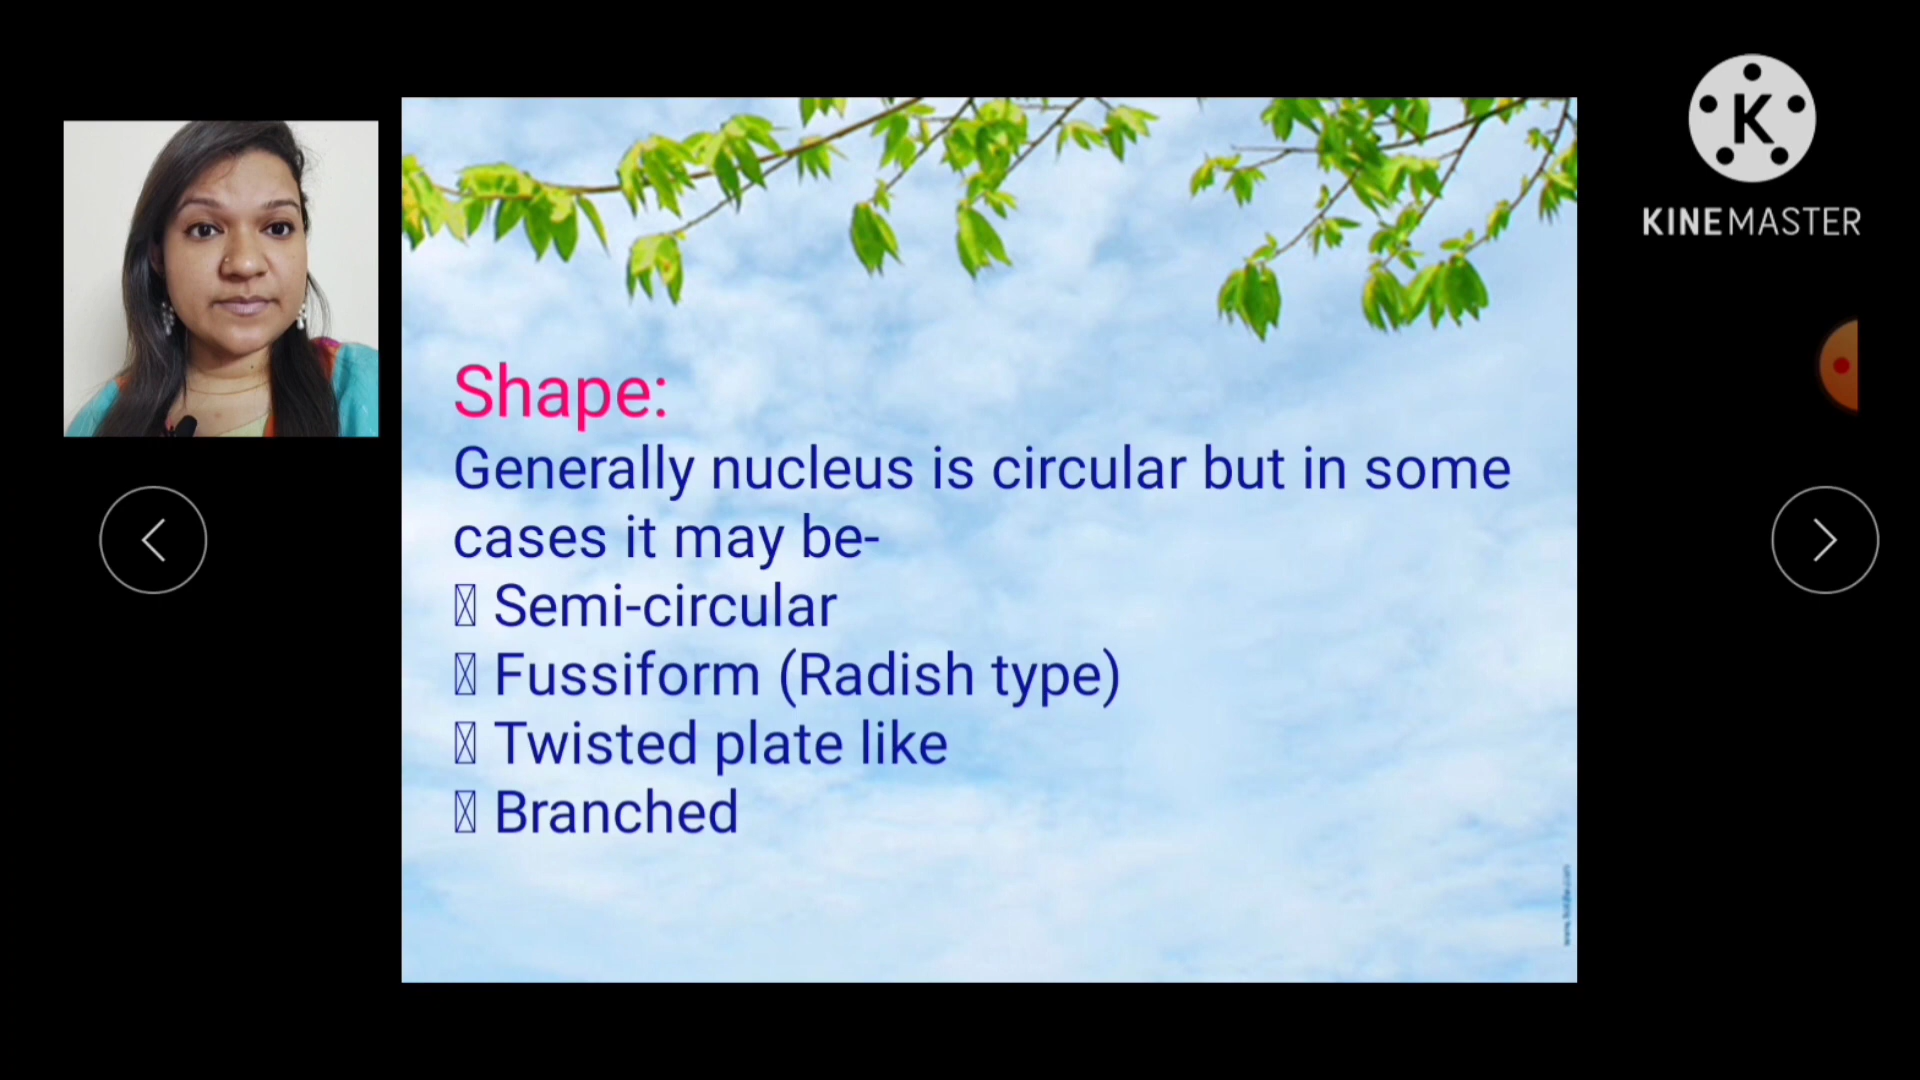 K
KINEMASTER
Shape:
Generally nucleus is circular but in some
cases it may be-
Semi-circular
Fussiform (Radish type)
Twisted plate like
Branched